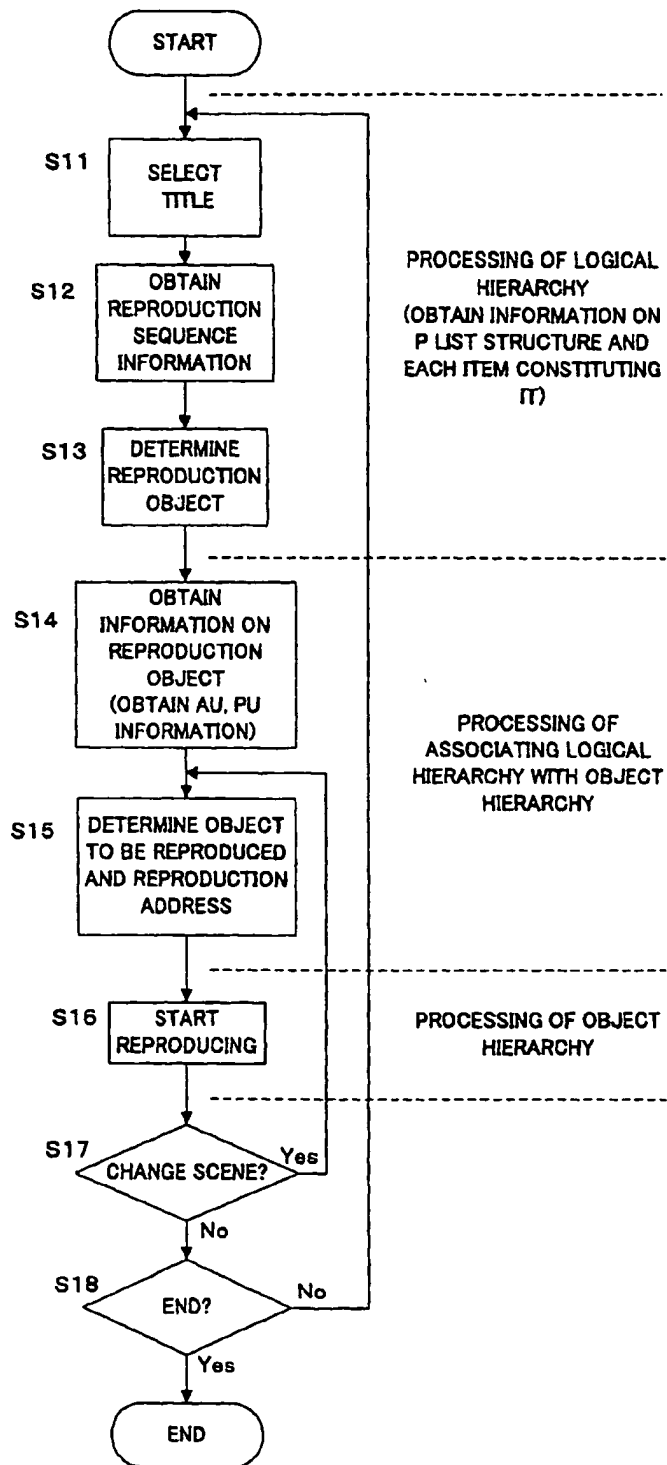 START
S11
SELECT
TITLE
S12
OBTAIN
REPRODUCTION
SEQUENCE
INFORMATION
PROCESSING OF LOGICAL
HIERARCHY
(OBTAIN INFORMATION ON
P LIST STRUCTURE AND
EACH ITEM CONSTITUTING
IT)
S13
DETERMINE
REPRODUCTION
OBJECT
S14
OBTAIN
INFORMATION ON
REPRODUCTION
OBJECT
(OBTAIN AU, PU
INFORMATION)
PROCESSING OF
ASSOCIATING LOGICAL
HIERARCHY WITH OBJECT
HIERARCHY
S15
DETERMINE OBJECT
TO BE REPRODUCED
AND REPRODUCTION
ADDRESS
S16
START
REPRODUCING
PROCESSING OF OBJECT
HIERARCHY
S17
CHANGE SCENE?
Yes
No
S18
END?
No
Yes
END